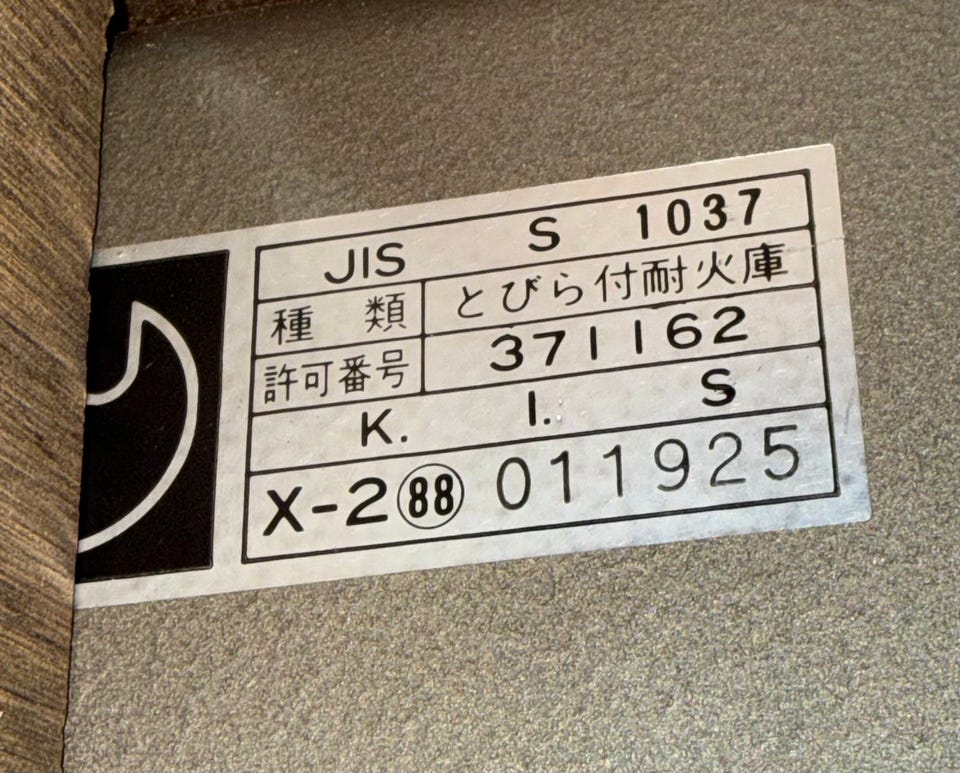 JIS S 1037
種類 とびら付耐火庫
許可番号 371162
K. I. S
X-2 88 011925